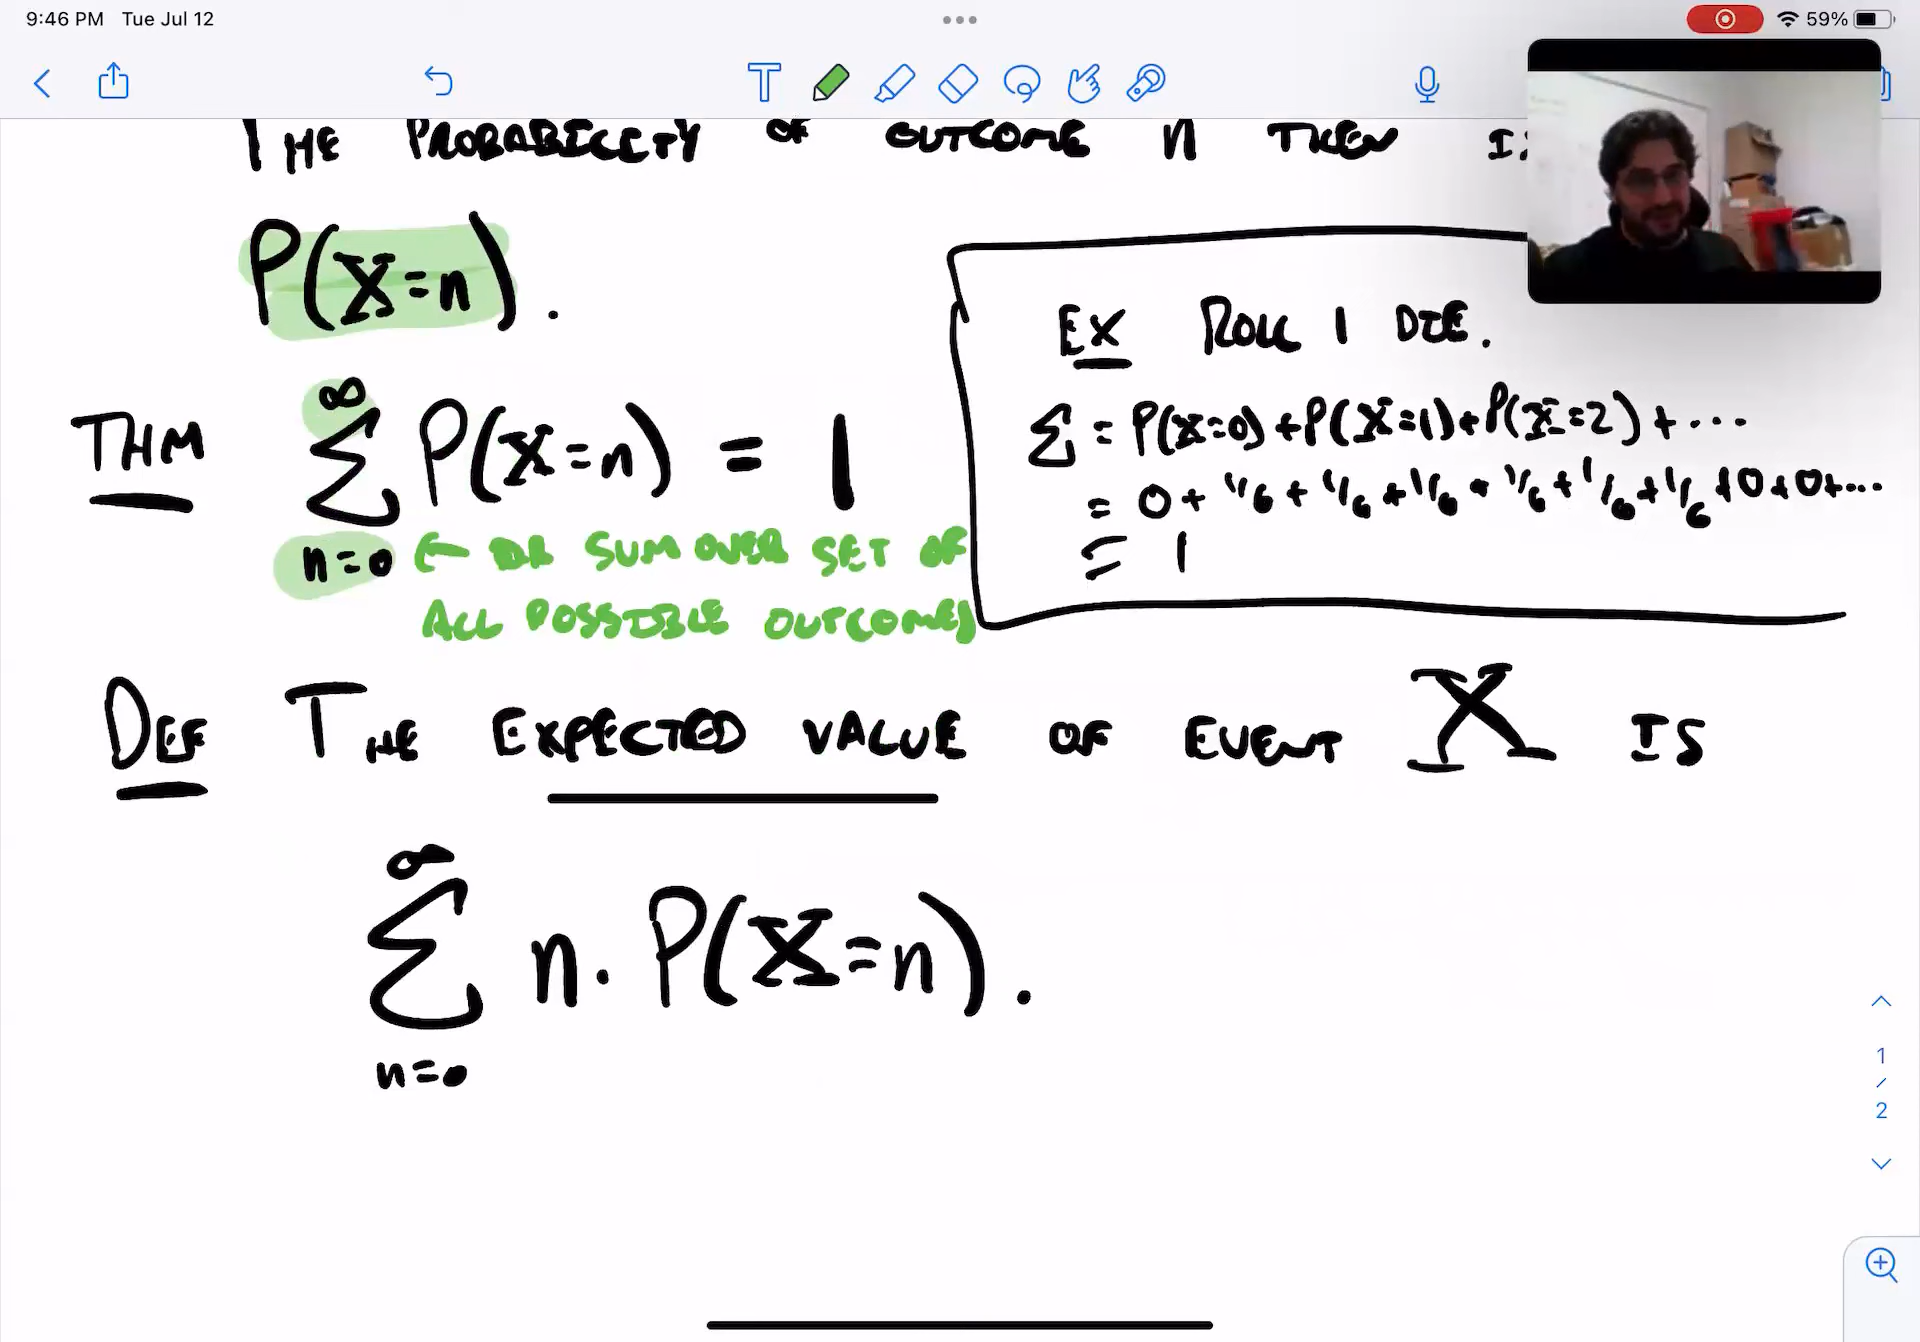 9:46 PM Tue Jul 12
59%
THE PROBABILITY OF OUTCOME n THEN
P(X=n).
EX ROLL 1 DIE.
Σ = P(X=0)+P(X=1)+P(X=2)+...
= 0+1/6+1/6+1/6+1/6+1/6+1/6+0+0+...
= 1
THM ∞ Σ n=0 P(X=n) = 1
← OR SUM OVER SET OF
ALL POSSIBLE OUTCOMES
DEF THE EXPECTED VALUE OF EVENT X IS
∞
Σ n·P(X=n).
n=0
1
/
2